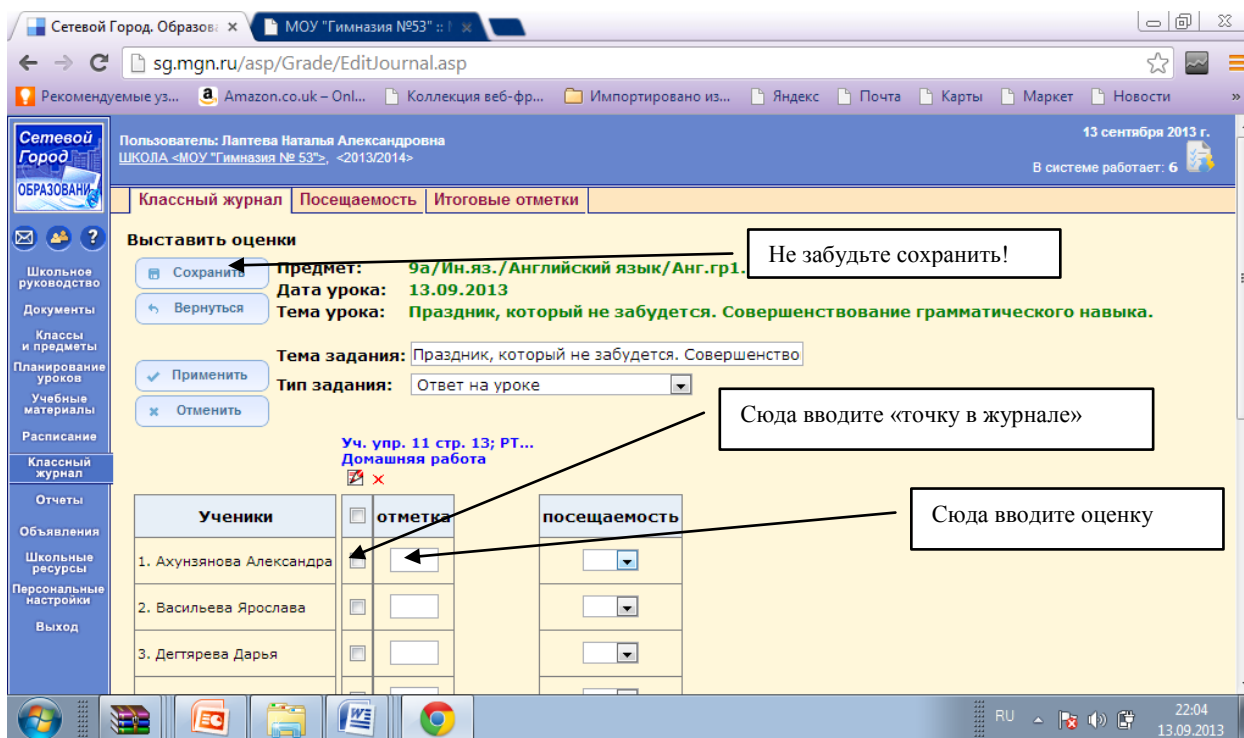 Сетевой Город. Образова
МОУ "Гимназия №53" ::
sg.mgn.ru/asp/Grade/EditJournal.asp
Рекомендуемые уз...
Amazon.co.uk – Onl...
Коллекция веб-фр...
Импортировано из...
Яндекс
Почта
Карты
Маркет
Новости
»
Сетевой
Город
ОБРАЗОВАНИ
Пользователь: Лаптева Наталья Александровна
ШКОЛА <МОУ "Гимназия № 53">, <2013/2014>
13 сентября 2013 г.
В системе работает: 6
Классный журнал
Посещаемость
Итоговые отметки
Школьное
руководство
Документы
Классы
и предметы
Планирование
уроков
Учебные
материалы
Расписание
Классный
журнал
Отчеты
Объявления
Школьные
ресурсы
Персональные
настройки
Выход
Выставить оценки
Сохранить
Вернуться
Применить
Отменить
Предмет: 9а/Ин.яз./Английский язык/Анг.гр1.
Дата урока: 13.09.2013
Тема урока: Праздник, который не забудется. Совершенствование грамматического навыка.
Тема задания: Праздник, который не забудется. Совершенство
Тип задания: Ответ на уроке
Не забудьте сохранить!
Сюда вводите «точку в журнале»
Сюда вводите оценку
Уч. упр. 11 стр. 13; РТ...
Домашняя работа
Ученики
отметка
посещаемость
1. Ахунзянова Александра
2. Васильева Ярослава
3. Дегтярева Дарья
RU
22:04
13.09.2013